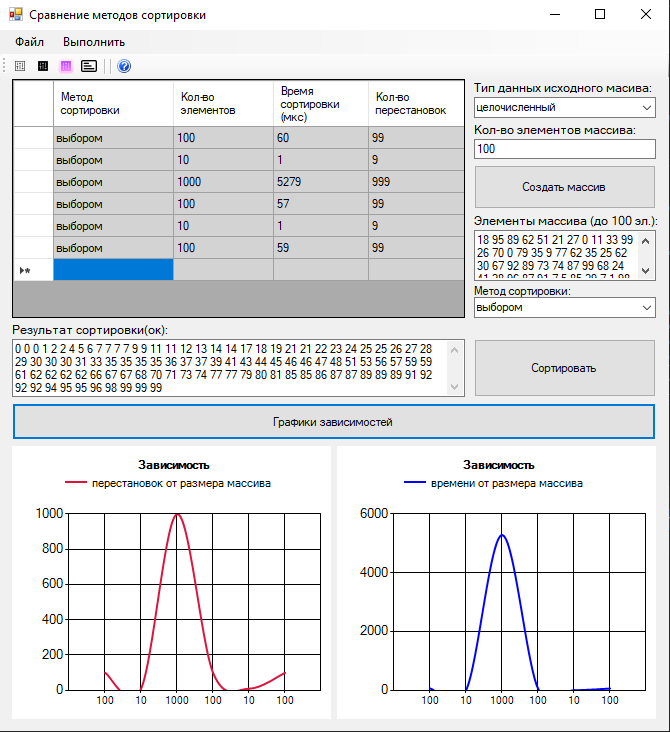 Сравнение методов сортировки
Файл Выполнить
Метод сортировки
Кол-во элементов
Время сортировки (мкс)
Кол-во перестановок
выбором 100 60 99
выбором 10 1 9
выбором 1000 5279 999
выбором 100 57 99
выбором 10 1 9
выбором 100 59 99
Тип данных исходного масива:
целочисленный
Кол-во элементов массива:
100
Создать массив
Элементы массива (до 100 эл.):
18 95 89 62 51 21 27 0 11 33 99
26 70 0 79 35 9 77 62 35 25 62
30 67 92 89 73 74 87 99 68 24
Метод сортировки:
выбором
Сортировать
Результат сортировки(ок):
0 0 0 1 2 2 4 5 6 7 7 7 7 9 9 11 11 12 13 14 14 17 18 19 21 21 22 23 24 25 25 26 27 28
29 30 30 30 31 33 35 35 35 35 36 37 37 39 41 43 44 45 46 46 47 48 51 53 56 57 59 59
61 62 62 62 62 66 67 67 68 70 71 73 74 77 77 79 80 81 85 85 86 87 87 89 89 89 91 92
92 92 94 95 95 96 98 99 99 99
Графики зависимостей
Зависимость
перестановок от размера массива
1000
800
600
400
200
0
100 10 1000 100 10 100
Зависимость
времени от размера массива
6000
4000
2000
0
100 10 1000 100 10 100